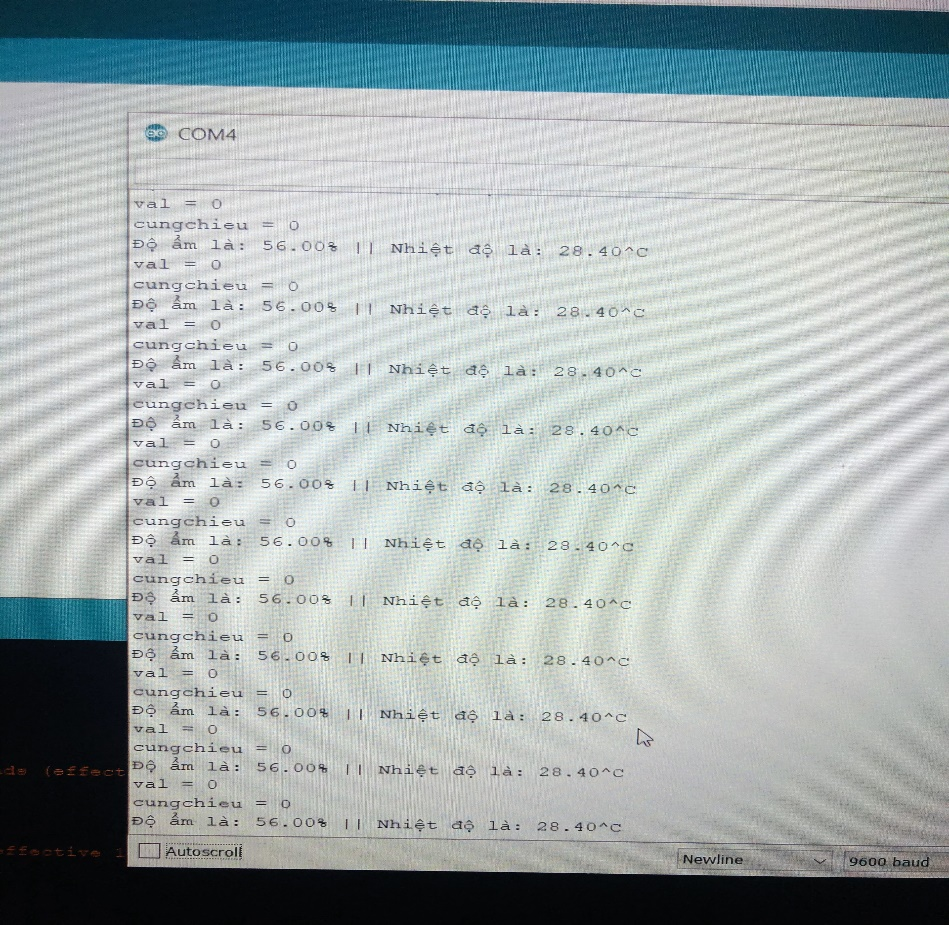 COM4
val = 0
cungchieu = 0
Độ ẩm là: 56.00% || Nhiệt độ là: 28.40^C
val = 0
cungchieu = 0
Độ ẩm là: 56.00% || Nhiệt độ là: 28.40^C
val = 0
cungchieu = 0
Độ ẩm là: 56.00% || Nhiệt độ là: 28.40^C
val = 0
cungchieu = 0
Độ ẩm là: 56.00% || Nhiệt độ là: 28.40^C
val = 0
cungchieu = 0
Độ ẩm là: 56.00% || Nhiệt độ là: 28.40^C
val = 0
cungchieu = 0
Độ ẩm là: 56.00% || Nhiệt độ là: 28.40^C
val = 0
cungchieu = 0
Độ ẩm là: 56.00% || Nhiệt độ là: 28.40^C
val = 0
cungchieu = 0
Độ ẩm là: 56.00% || Nhiệt độ là: 28.40^C
val = 0
cungchieu = 0
Độ ẩm là: 56.00% || Nhiệt độ là: 28.40^C
val = 0
cungchieu = 0
Độ ẩm là: 56.00% || Nhiệt độ là: 28.40^C
val = 0
cungchieu = 0
Độ ẩm là: 56.00% || Nhiệt độ là: 28.40^C
Autoscroll
Newline
9600 baud